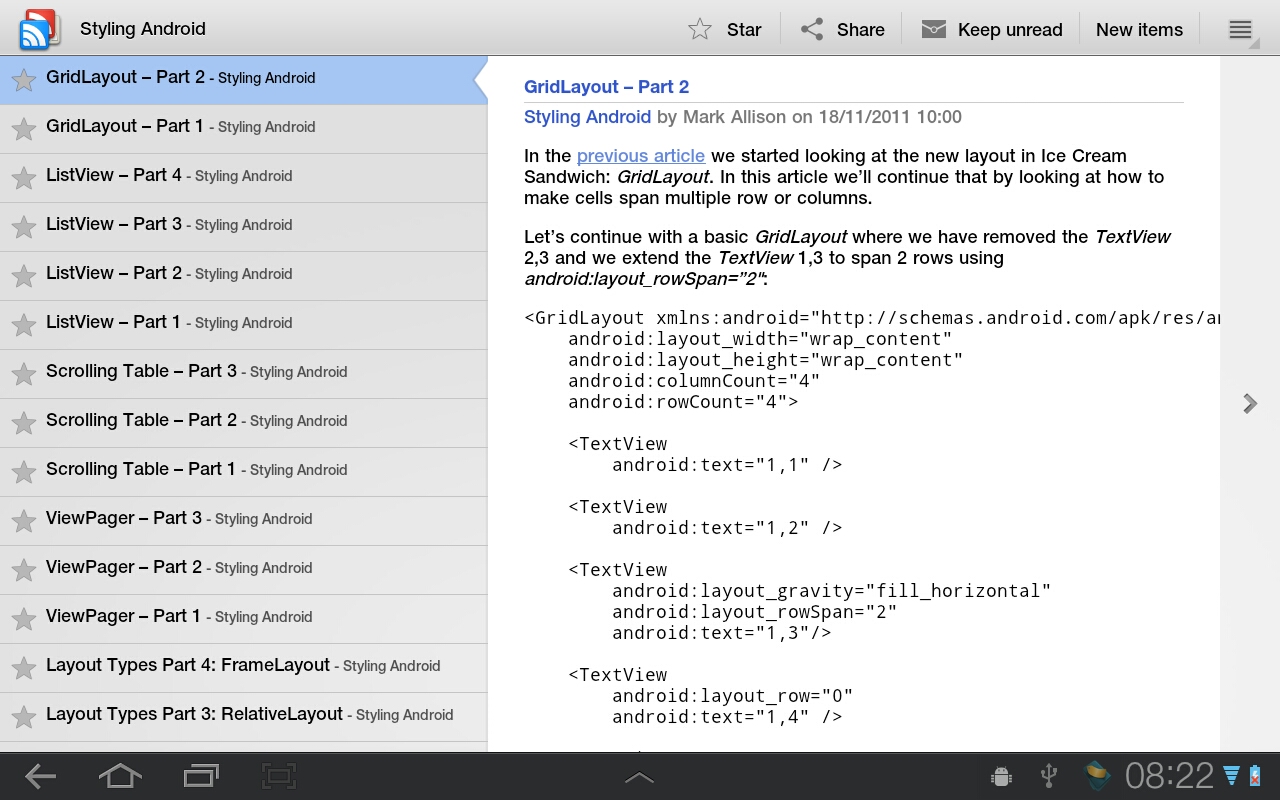 Styling Android
Star
Share
Keep unread
New items
GridLayout – Part 2 - Styling Android
GridLayout – Part 1 - Styling Android
ListView – Part 4 - Styling Android
ListView – Part 3 - Styling Android
ListView – Part 2 - Styling Android
ListView – Part 1 - Styling Android
Scrolling Table – Part 3 - Styling Android
Scrolling Table – Part 2 - Styling Android
Scrolling Table – Part 1 - Styling Android
ViewPager – Part 3 - Styling Android
ViewPager – Part 2 - Styling Android
ViewPager – Part 1 - Styling Android
Layout Types Part 4: FrameLayout - Styling Android
Layout Types Part 3: RelativeLayout - Styling Android
GridLayout – Part 2
Styling Android by Mark Allison on 18/11/2011 10:00
In the previous article we started looking at the new layout in Ice Cream
Sandwich: GridLayout. In this article we’ll continue that by looking at how to
make cells span multiple row or columns.
Let’s continue with a basic GridLayout where we have removed the TextView
2,3 and we extend the TextView 1,3 to span 2 rows using
android:layout_rowSpan=”2″:
<GridLayout xmlns:android="http://schemas.android.com/apk/res/an
    android:layout_width="wrap_content"
    android:layout_height="wrap_content"
    android:columnCount="4"
    android:rowCount="4">
    <TextView
        android:text="1,1" />
    <TextView
        android:text="1,2" />
    <TextView
        android:layout_gravity="fill_horizontal"
        android:layout_rowSpan="2"
        android:text="1,3"/>
    <TextView
        android:layout_row="0"
        android:text="1,4" />
08:22